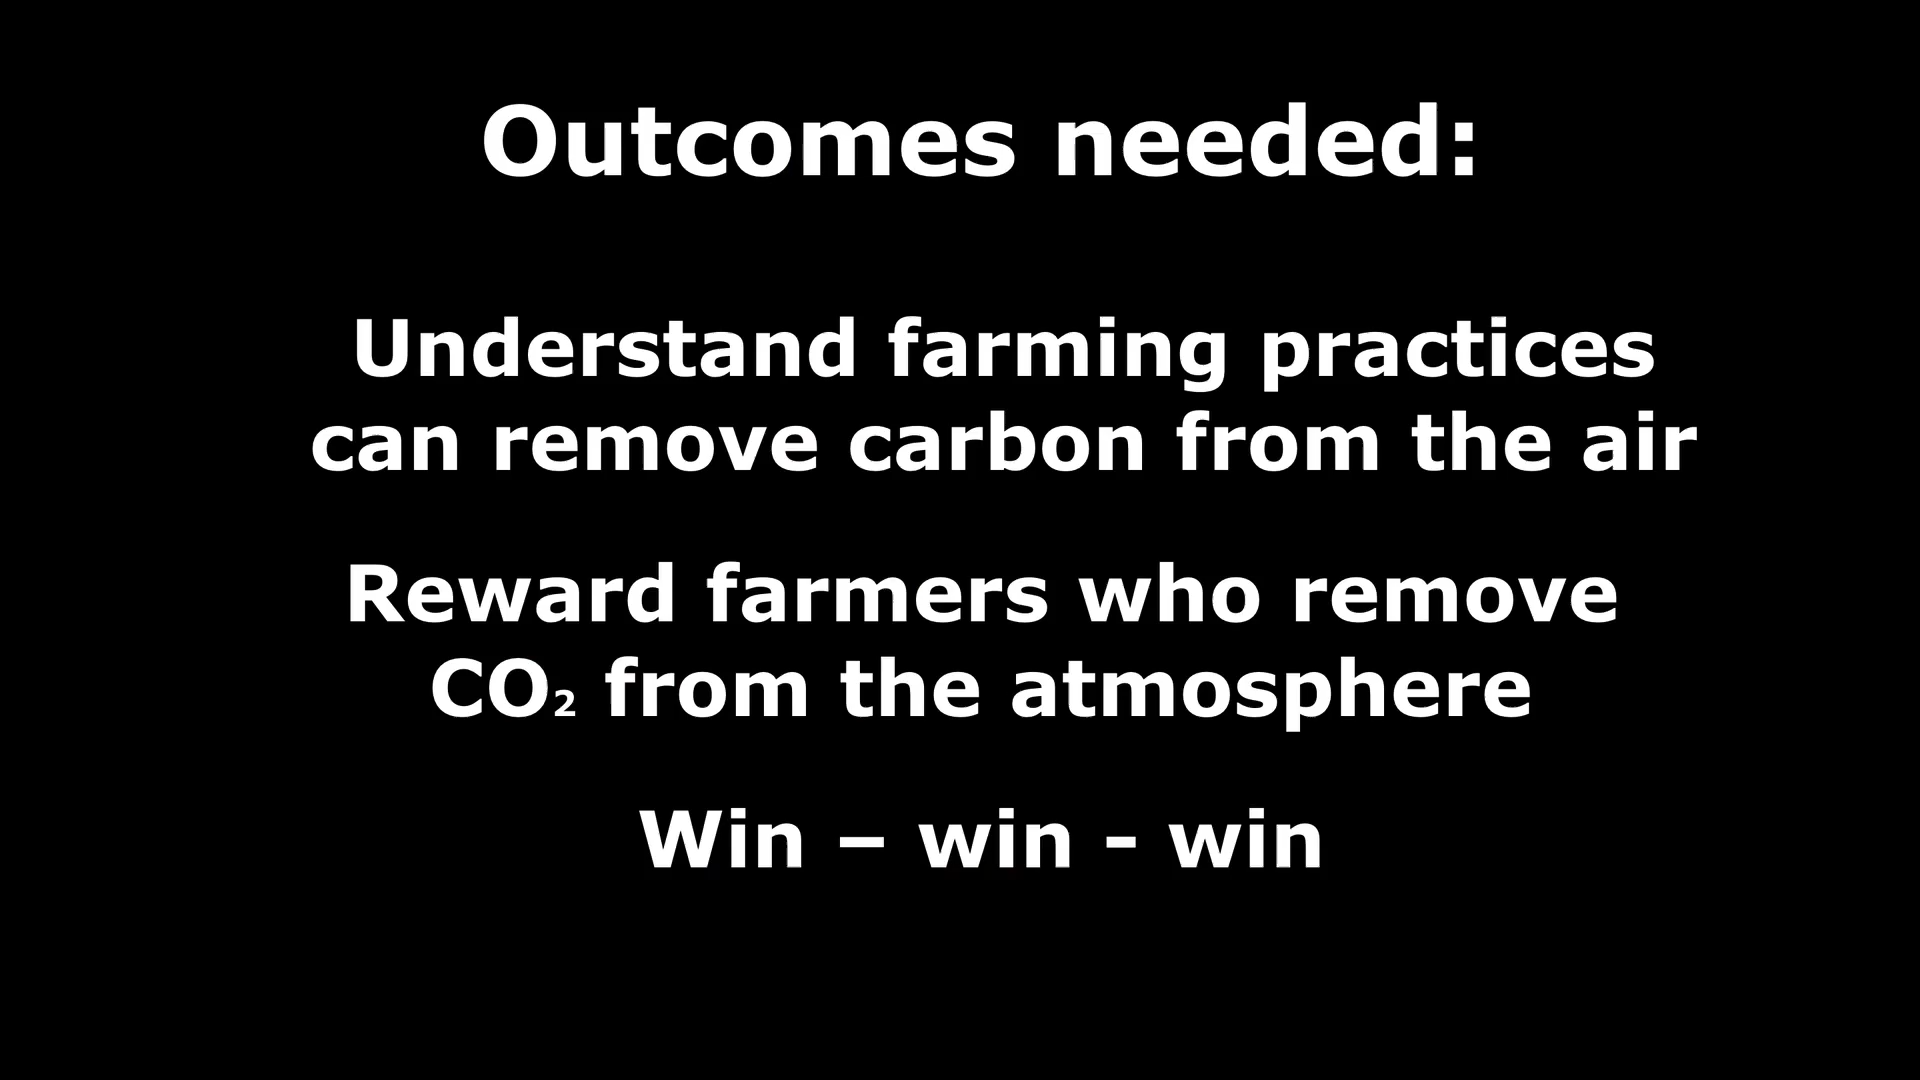 Outcomes needed:
Understand farming practices
can remove carbon from the air
Reward farmers who remove
CO₂ from the atmosphere
Win – win - win